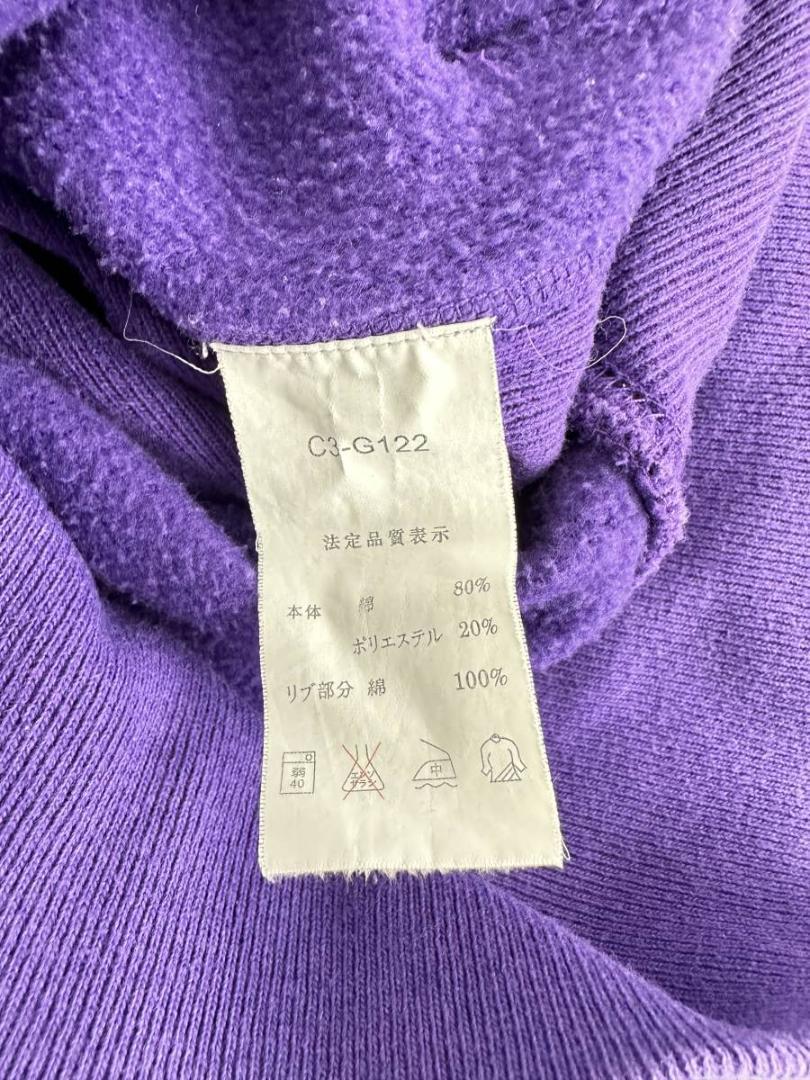 C3-G122
法定品質表示
本体 綿 80%
ポリエステル 20%
リブ部分 綿 100%
弱 40
エンソ サラシ
中